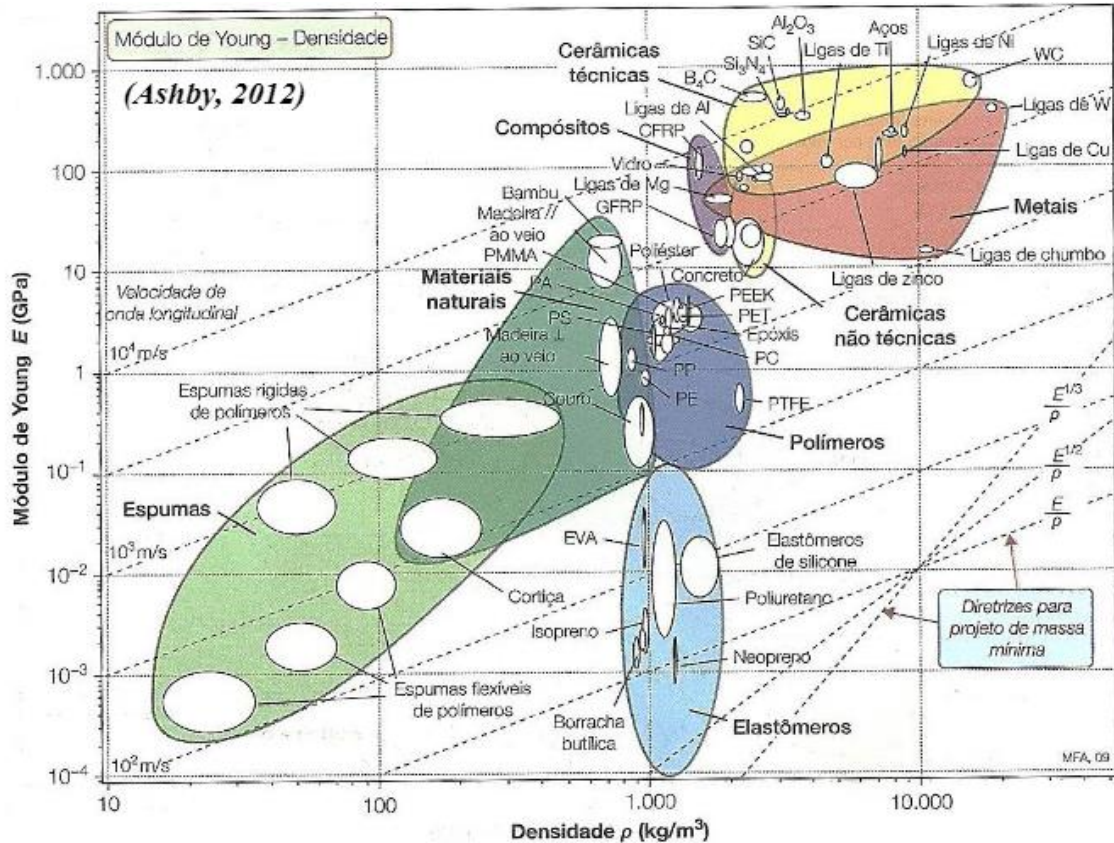 Módulo de Young – Densidade
(Ashby, 2012)
Módulo de Young E (GPa)
1.000
100
10
1
10⁻¹
10⁻²
10⁻³
10⁻⁴
Cerâmicas
técnicas
B₄C
Si₃N₄
SiC
Al₂O₃
Ligas de Ti
Aços
Ligas de Ni
WC
Ligas de W
Ligas de Cu
Metais
Ligas de chumbo
Ligas de zinco
Cerâmicas
não técnicas
Compósitos
Ligas de Al
CFRP
Vidro
Ligas de Mg
GFRP
Bambu
Madeira //
ao veio
PMMA
Poliéster
Concreto
Materiais
naturais
PA
PS
Madeira ⊥
ao veio
PEEK
PET
Epóxis
PC
PP
PE
PTFE
Couro
Polímeros
Velocidade de
onda longitudinal
10⁴ m/s
10³ m/s
10² m/s
Espumas rígidas
de polímeros
Espumas
Cortiça
Espumas flexíveis
de polímeros
EVA
Isopreno
Borracha
butílica
Elastômeros
de silicone
Poliuretano
Neopreno
Elastômeros
E^1/3
ρ
E^1/2
ρ
E
ρ
Diretrizes para
projeto de massa
mínima
MFA, 09
10
100
1.000
10.000
Densidade ρ (kg/m³)